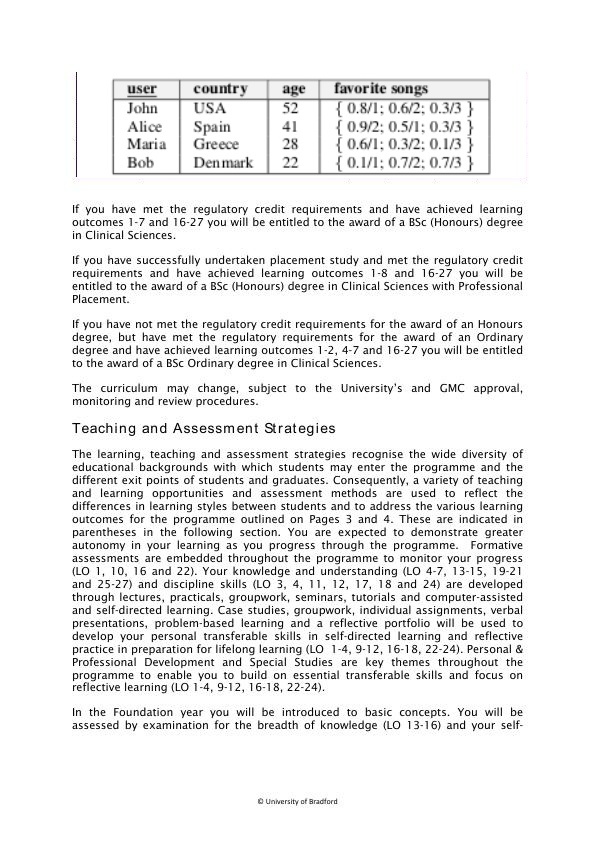 user country age favorite songs
John USA 52 { 0.8/1; 0.6/2; 0.3/3 }
Alice Spain 41 { 0.9/2; 0.5/1; 0.3/3 }
Maria Greece 28 { 0.6/1; 0.3/2; 0.1/3 }
Bob Denmark 22 { 0.1/1; 0.7/2; 0.7/3 }
If you have met the regulatory credit requirements and have achieved learning
outcomes 1-7 and 16-27 you will be entitled to the award of a BSc (Honours) degree
in Clinical Sciences.
If you have successfully undertaken placement study and met the regulatory credit
requirements and have achieved learning outcomes 1-8 and 16-27 you will be
entitled to the award of a BSc (Honours) degree in Clinical Sciences with Professional
Placement.
If you have not met the regulatory credit requirements for the award of an Honours
degree, but have met the regulatory requirements for the award of an Ordinary
degree and have achieved learning outcomes 1-2, 4-7 and 16-27 you will be entitled
to the award of a BSc Ordinary degree in Clinical Sciences.
The curriculum may change, subject to the University's and GMC approval,
monitoring and review procedures.
Teaching and Assessment Strategies
The learning, teaching and assessment strategies recognise the wide diversity of
educational backgrounds with which students may enter the programme and the
different exit points of students and graduates. Consequently, a variety of teaching
and learning opportunities and assessment methods are used to reflect the
differences in learning styles between students and to address the various learning
outcomes for the programme outlined on Pages 3 and 4. These are indicated in
parentheses in the following section. You are expected to demonstrate greater
autonomy in your learning as you progress through the programme. Formative
assessments are embedded throughout the programme to monitor your progress
(LO 1, 10, 16 and 22). Your knowledge and understanding (LO 4-7, 13-15, 19-21
and 25-27) and discipline skills (LO 3, 4, 11, 12, 17, 18 and 24) are developed
through lectures, practicals, groupwork, seminars, tutorials and computer-assisted
and self-directed learning. Case studies, groupwork, individual assignments, verbal
presentations, problem-based learning and a reflective portfolio will be used to
develop your personal transferable skills in self-directed learning and reflective
practice in preparation for lifelong learning (LO 1-4, 9-12, 16-18, 22-24). Personal &
Professional Development and Special Studies are key themes throughout the
programme to enable you to build on essential transferable skills and focus on
reflective learning (LO 1-4, 9-12, 16-18, 22-24).
In the Foundation year you will be introduced to basic concepts. You will be
assessed by examination for the breadth of knowledge (LO 13-16) and your self-
© University of Bradford